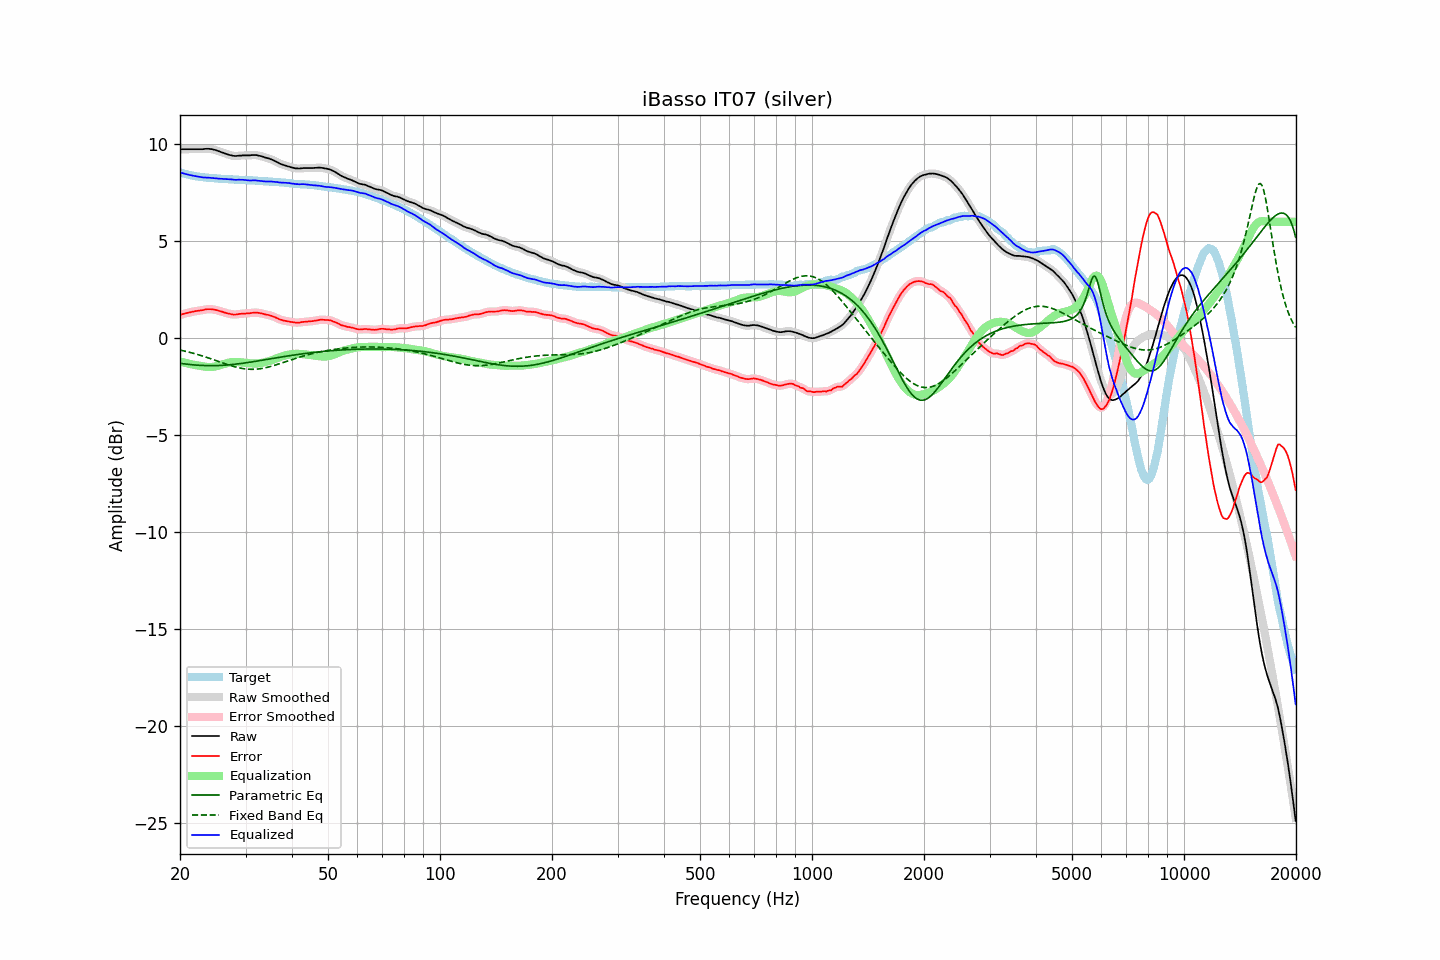 iBasso IT07 (silver)
Amplitude (dBr)
10
5
0
−5
−10
−15
−20
−25
Target
Raw Smoothed
Error Smoothed
Raw
Error
Equalization
Parametric Eq
Fixed Band Eq
Equalized
20 50 100 200 500 1000 2000 5000 10000 20000
Frequency (Hz)